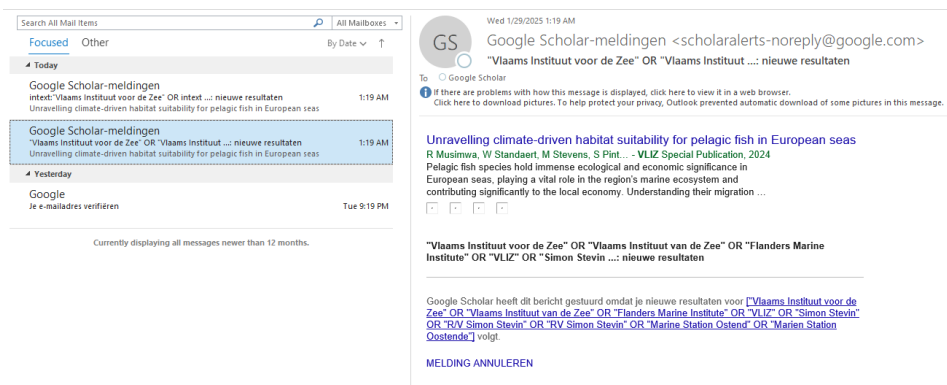 Search All Mail Items
All Mailboxes
Focused Other By Date
Today
Google Scholar-meldingen
intext:"Vlaams Instituut voor de Zee" OR intext ...: nieuwe resultaten 1:19 AM
Unravelling climate-driven habitat suitability for pelagic fish in European seas
Google Scholar-meldingen
"Vlaams Instituut voor de Zee" OR "Vlaams Instituut ...: nieuwe resultaten 1:19 AM
Unravelling climate-driven habitat suitability for pelagic fish in European seas
Yesterday
Google
Je e-mailadres verifiëren Tue 9:19 PM
Currently displaying all messages newer than 12 months.
Wed 1/29/2025 1:19 AM
GS
Google Scholar-meldingen <scholaralerts-noreply@google.com>
"Vlaams Instituut voor de Zee" OR "Vlaams Instituut ...: nieuwe resultaten
To Google Scholar
If there are problems with how this message is displayed, click here to view it in a web browser.
Click here to download pictures. To help protect your privacy, Outlook prevented automatic download of some pictures in this message.
Unravelling climate-driven habitat suitability for pelagic fish in European seas
R Musimwa, W Standaert, M Stevens, S Pint... - VLIZ Special Publication, 2024
Pelagic fish species hold immense ecological and economic significance in
European seas, playing a vital role in the region's marine ecosystem and
contributing significantly to the local economy. Understanding their migration ...
"Vlaams Instituut voor de Zee" OR "Vlaams Instituut van de Zee" OR "Flanders Marine
Institute" OR "VLIZ" OR "Simon Stevin ...: nieuwe resultaten
Google Scholar heeft dit bericht gestuurd omdat je nieuwe resultaten voor ["Vlaams Instituut voor de
Zee" OR "Vlaams Instituut van de Zee" OR "Flanders Marine Institute" OR "VLIZ" OR "Simon Stevin"
OR "R/V Simon Stevin" OR "RV Simon Stevin" OR "Marine Station Ostend" OR "Marien Station
Oostende"] volgt.
MELDING ANNULEREN